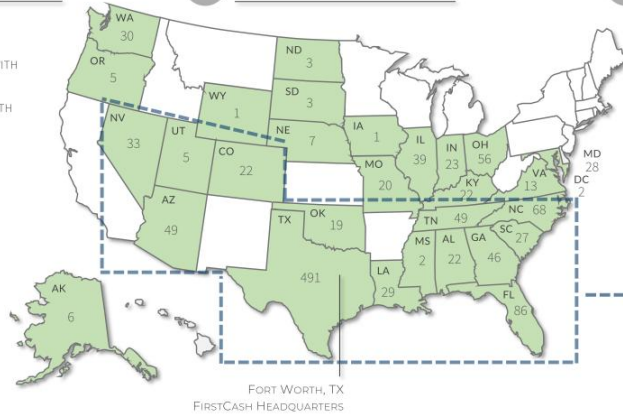 WA
30
ND
3
OR
5
ITH
SD
3
WY
1
TH
NV
33
NE
7
IA
1
UT
5
IL
39
IN
23
OH
56
CO
22
MO
20
MD
28
VA
13
DC
2
KY
22
AZ
49
TX
OK
19
TN
49
NC
68
SC
27
MS
2
AL
22
GA
46
491
LA
29
FL
86
AK
6
FORT WORTH, TX
FIRSTCASH HEADQUARTERS